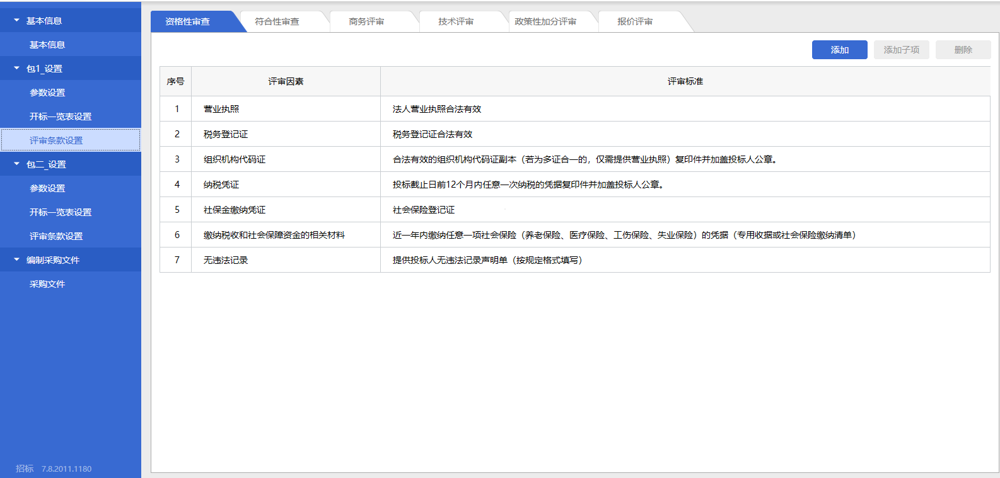 基本信息
基本信息
包1_设置
参数设置
开标一览表设置
评审条款设置
包二_设置
参数设置
开标一览表设置
评审条款设置
编制采购文件
采购文件
招标 7.8.2011.1180
资格性审查 符合性审查 商务评审 技术评审 政策性加分评审 报价评审
添加 添加子项 删除
序号 评审因素 评审标准
1 营业执照 法人营业执照合法有效
2 税务登记证 税务登记证合法有效
3 组织机构代码证 合法有效的组织机构代码证副本（若为多证合一的，仅需提供营业执照）复印件并加盖投标人公章。
4 纳税凭证 投标截止日前12个月内任意一次纳税的凭据复印件并加盖投标人公章。
5 社保金缴纳凭证 社会保险登记证
6 缴纳税收和社会保障资金的相关材料 近一年内缴纳任意一项社会保险（养老保险、医疗保险、工伤保险、失业保险）的凭据（专用收据或社会保险缴纳清单）
7 无违法记录 提供投标人无违法记录声明单（按规定格式填写）